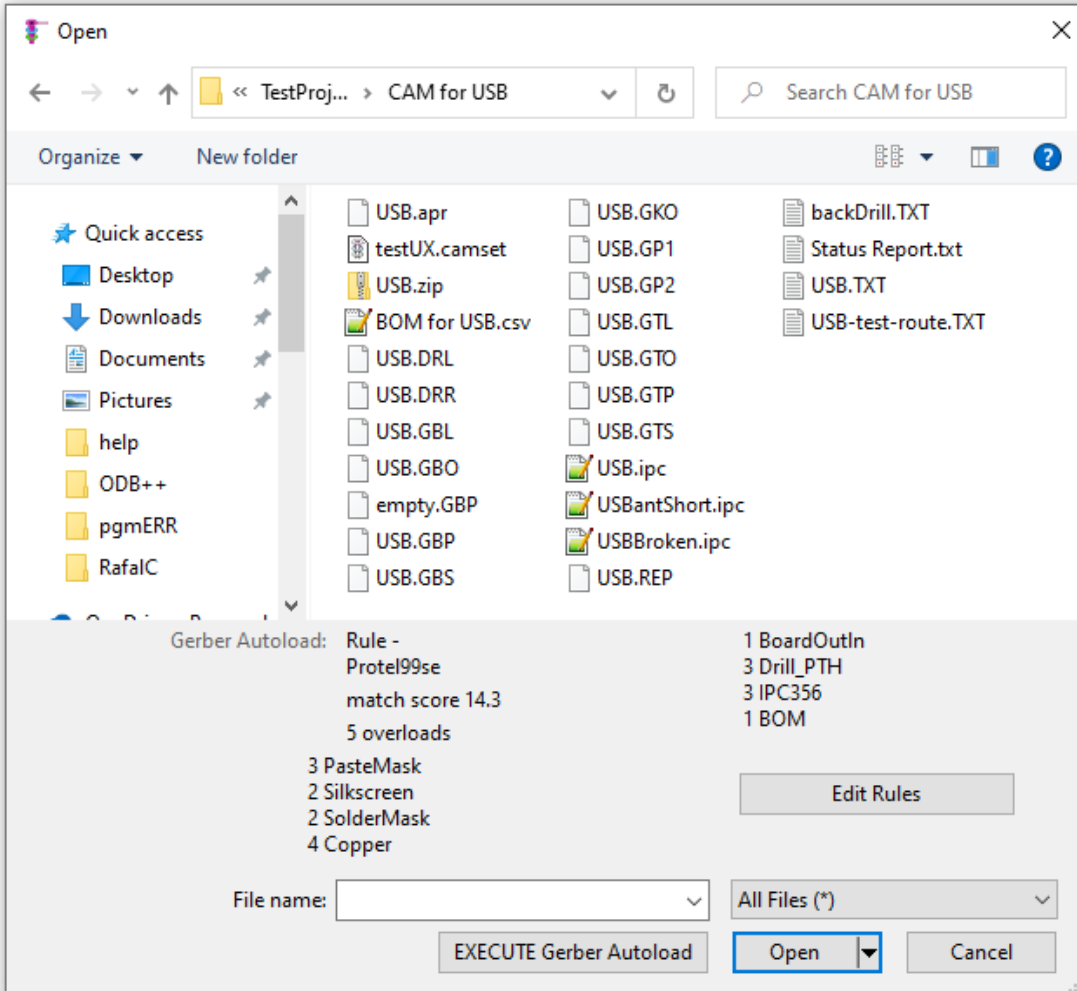 Open
« TestProj... › CAM for USB
Search CAM for USB
Organize
New folder
Quick access
Desktop
Downloads
Documents
Pictures
help
ODB++
pgmERR
RafalC
USB.apr
testUX.camset
USB.zip
BOM for USB.csv
USB.DRL
USB.DRR
USB.GBL
USB.GBO
empty.GBP
USB.GBP
USB.GBS
USB.GKO
USB.GP1
USB.GP2
USB.GTL
USB.GTO
USB.GTP
USB.GTS
USB.ipc
USBantShort.ipc
USBBroken.ipc
USB.REP
backDrill.TXT
Status Report.txt
USB.TXT
USB-test-route.TXT
Gerber Autoload:
Rule -
Protel99se
match score 14.3
5 overloads
3 PasteMask
2 Silkscreen
2 SolderMask
4 Copper
1 BoardOutIn
3 Drill_PTH
3 IPC356
1 BOM
Edit Rules
File name:
All Files (*)
EXECUTE Gerber Autoload
Open
Cancel